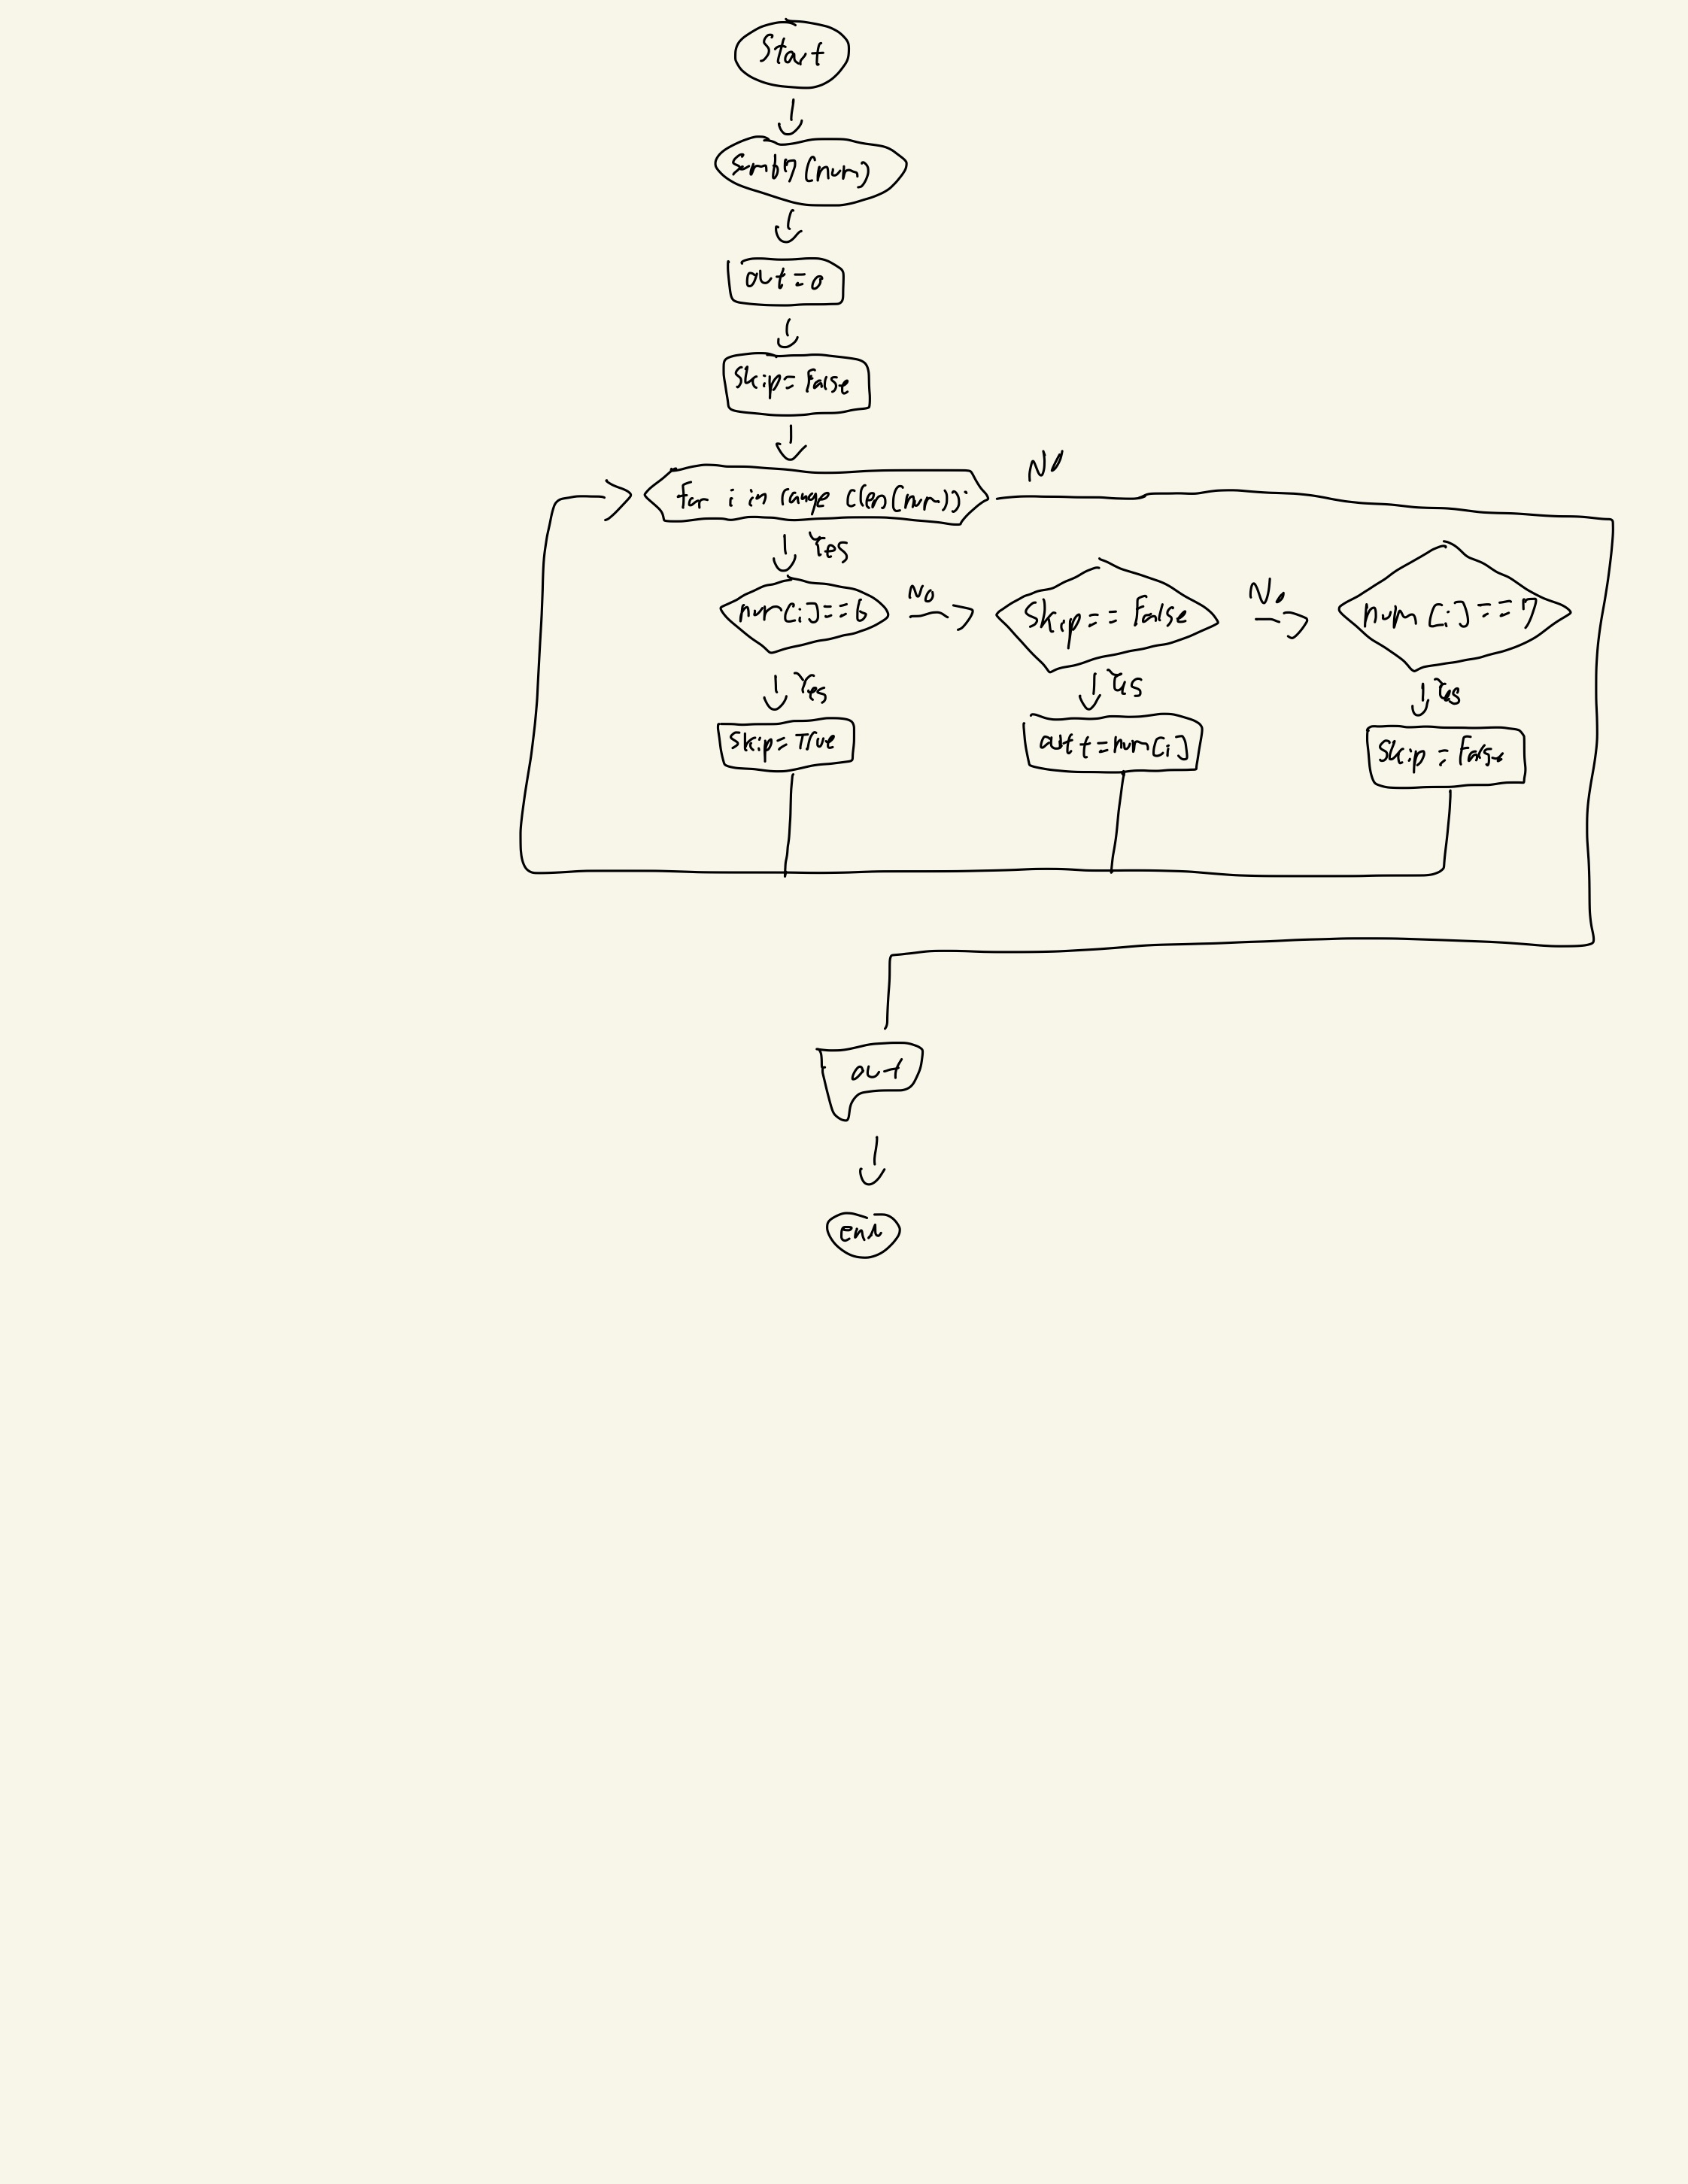 Start
sum67(num)
out=0
Skip=False
No
for i in range (len(num)):
Yes
num[i]==6
No
Skip==False
No
num[i]==7
Yes
Yes
Yes
Skip=True
out+=num[i]
Skip=False
out
end